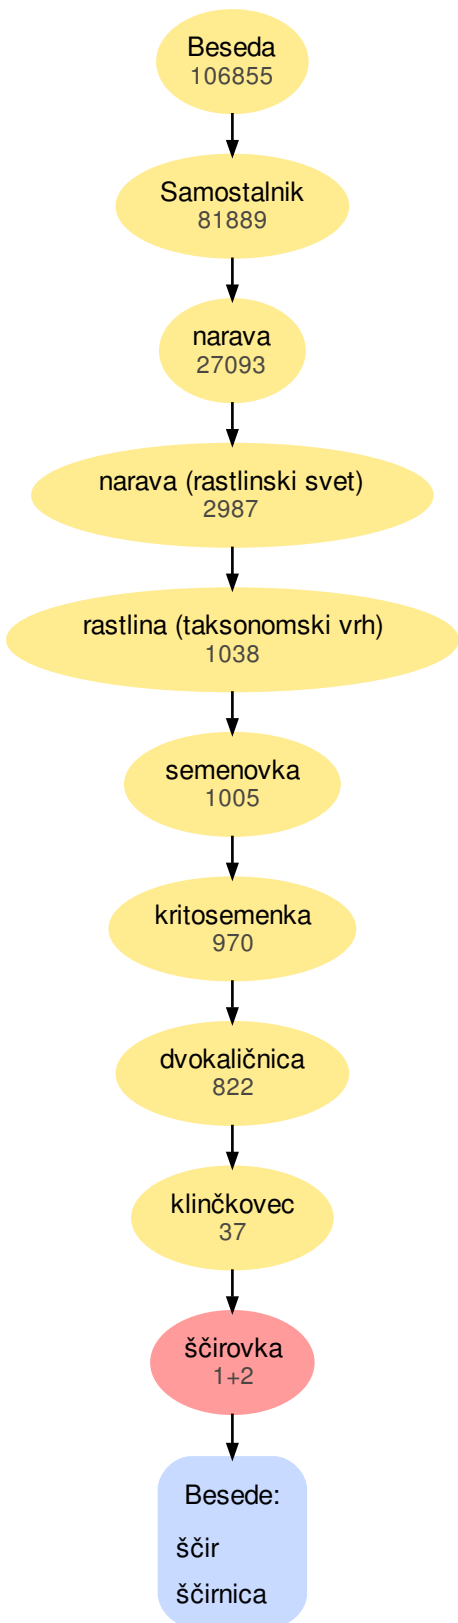 Beseda
106855
Samostalnik
81889
narava
27093
narava (rastlinski svet)
2987
rastlina (taksonomski vrh)
1038
semenovka
1005
kritosemenka
970
dvokaličnica
822
klinčkovec
37
ščirovka
1+2
Besede:
ščir
ščirnica